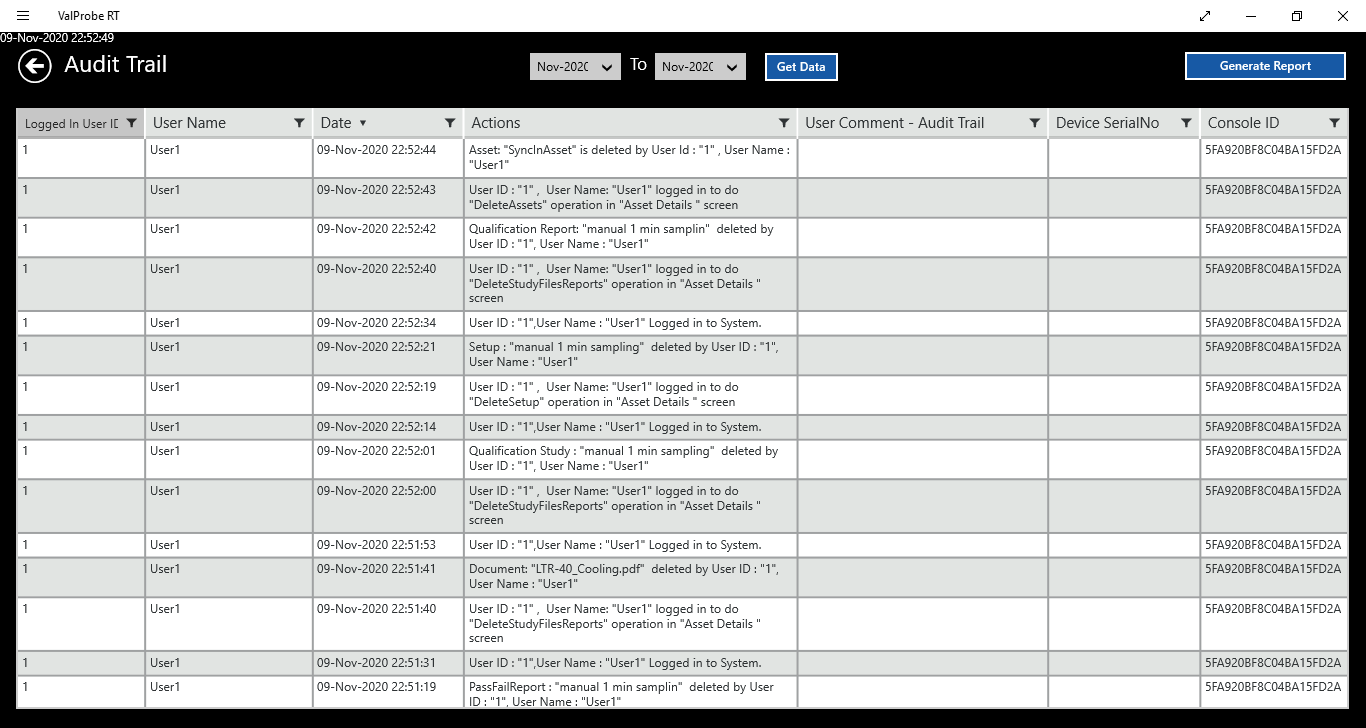 ValProbe RT
09-Nov-2020 22:52:49
Audit Trail
Nov-202
To
Nov-202
Get Data
Generate Report
Logged In User I
User Name
Date
Actions
User Comment - Audit Trail
Device SerialNo
Console ID
1 User1 09-Nov-2020 22:52:44 Asset: "SyncInAsset" is deleted by User Id : "1" , User Name : 5FA920BF8C04BA15FD2A
"User1"
1 User1 09-Nov-2020 22:52:43 User ID : "1" ,  User Name: "User1" logged in to do 5FA920BF8C04BA15FD2A
"DeleteAssets" operation in "Asset Details " screen
1 User1 09-Nov-2020 22:52:42 Qualification Report: "manual 1 min samplin"  deleted by 5FA920BF8C04BA15FD2A
User ID : "1", User Name : "User1"
1 User1 09-Nov-2020 22:52:40 User ID : "1" ,  User Name: "User1" logged in to do 5FA920BF8C04BA15FD2A
"DeleteStudyFilesReports" operation in "Asset Details "
screen
1 User1 09-Nov-2020 22:52:34 User ID : "1",User Name : "User1" Logged in to System. 5FA920BF8C04BA15FD2A
1 User1 09-Nov-2020 22:52:21 Setup : "manual 1 min sampling"  deleted by User ID : "1", 5FA920BF8C04BA15FD2A
User Name : "User1"
1 User1 09-Nov-2020 22:52:19 User ID : "1" ,  User Name: "User1" logged in to do 5FA920BF8C04BA15FD2A
"DeleteSetup" operation in "Asset Details " screen
1 User1 09-Nov-2020 22:52:14 User ID : "1",User Name : "User1" Logged in to System. 5FA920BF8C04BA15FD2A
1 User1 09-Nov-2020 22:52:01 Qualification Study : "manual 1 min sampling"  deleted by 5FA920BF8C04BA15FD2A
User ID : "1", User Name : "User1"
1 User1 09-Nov-2020 22:52:00 User ID : "1" ,  User Name: "User1" logged in to do 5FA920BF8C04BA15FD2A
"DeleteStudyFilesReports" operation in "Asset Details "
screen
1 User1 09-Nov-2020 22:51:53 User ID : "1",User Name : "User1" Logged in to System. 5FA920BF8C04BA15FD2A
1 User1 09-Nov-2020 22:51:41 Document: "LTR-40_Cooling.pdf"  deleted by User ID : "1", 5FA920BF8C04BA15FD2A
User Name : "User1"
1 User1 09-Nov-2020 22:51:40 User ID : "1" ,  User Name: "User1" logged in to do 5FA920BF8C04BA15FD2A
"DeleteStudyFilesReports" operation in "Asset Details "
screen
1 User1 09-Nov-2020 22:51:31 User ID : "1",User Name : "User1" Logged in to System. 5FA920BF8C04BA15FD2A
1 User1 09-Nov-2020 22:51:19 PassFailReport : "manual 1 min samplin"  deleted by User 5FA920BF8C04BA15FD2A
ID : "1", User Name : "User1"